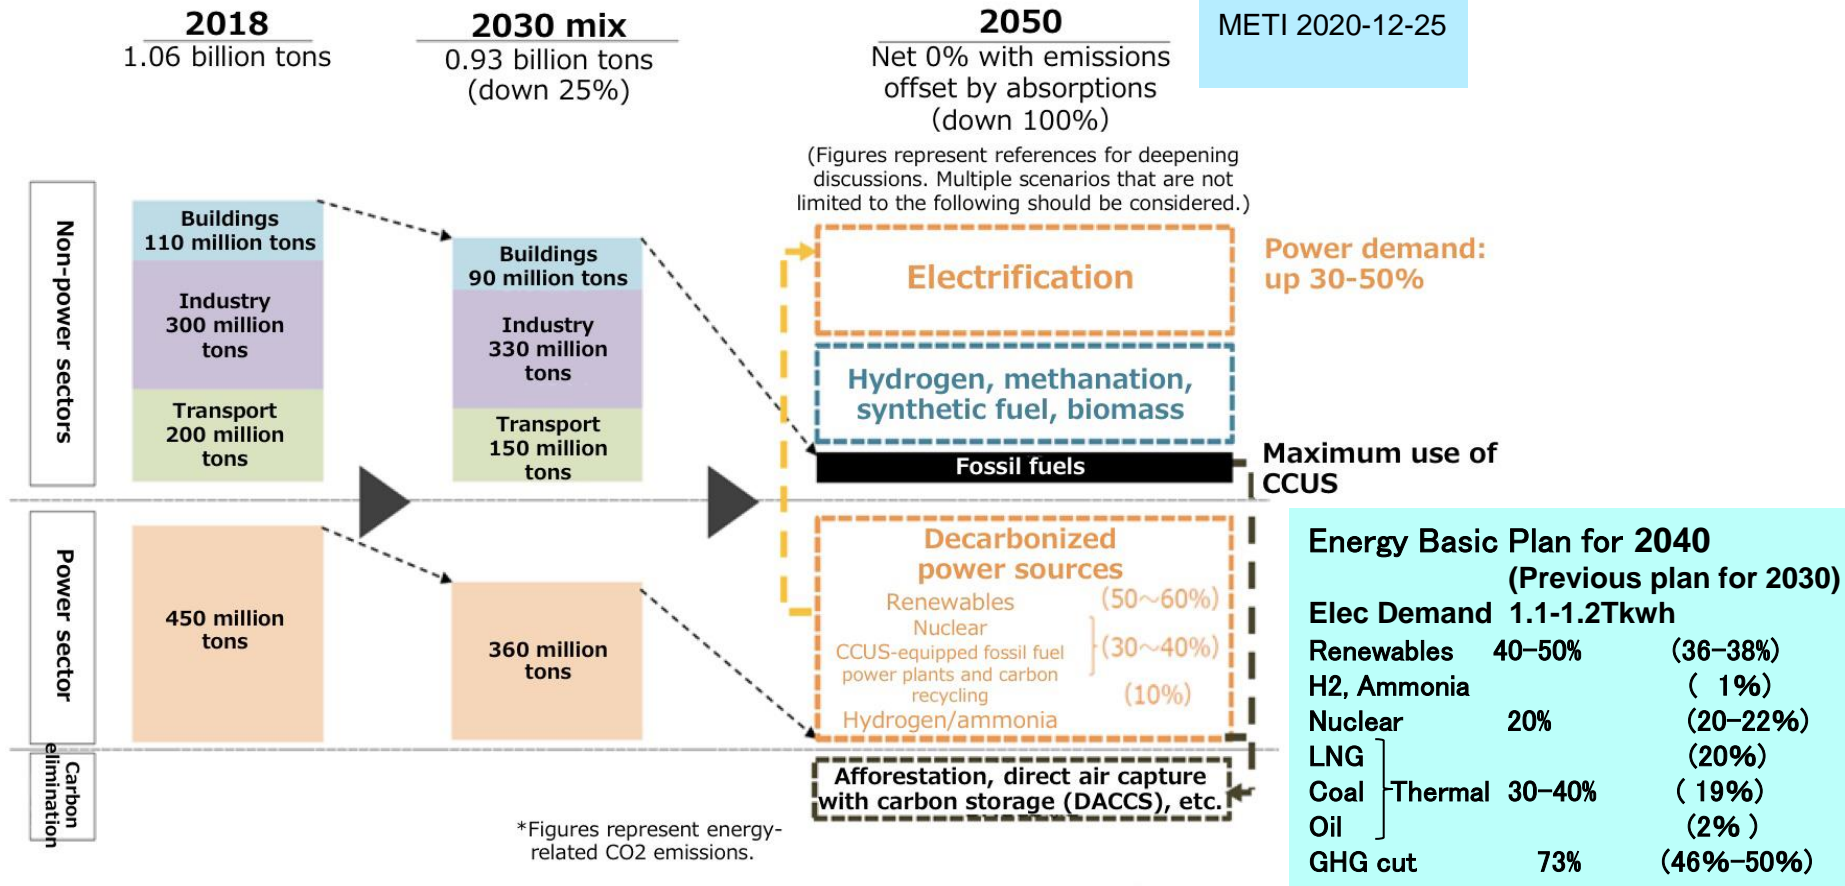 2018
1.06 billion tons
2030 mix
0.93 billion tons
(down 25%)
2050
Net 0% with emissions
offset by absorptions
(down 100%)
(Figures represent references for deepening
discussions. Multiple scenarios that are not
limited to the following should be considered.)
METI 2020-12-25
Non-power sectors
Buildings
110 million tons
Industry
300 million
tons
Transport
200 million
tons
Buildings
90 million tons
Industry
330 million
tons
Transport
150 million
tons
Electrification
Power demand:
up 30-50%
Hydrogen, methanation,
synthetic fuel, biomass
Fossil fuels
Maximum use of
CCUS
Power sector
450 million
tons
360 million
tons
Decarbonized
power sources
Renewables (50～60%)
Nuclear
CCUS-equipped fossil fuel (30～40%)
power plants and carbon
recycling (10%)
Hydrogen/ammonia
Carbon
elimination
Afforestation, direct air capture
with carbon storage (DACCS), etc.
*Figures represent energy-
related CO2 emissions.
Energy Basic Plan for 2040
(Previous plan for 2030)
Elec Demand 1.1-1.2Tkwh
Renewables 40-50% (36-38%)
H2, Ammonia ( 1%)
Nuclear 20% (20-22%)
LNG (20%)
Coal Thermal 30-40% ( 19%)
Oil (2% )
GHG cut 73% (46%-50%)